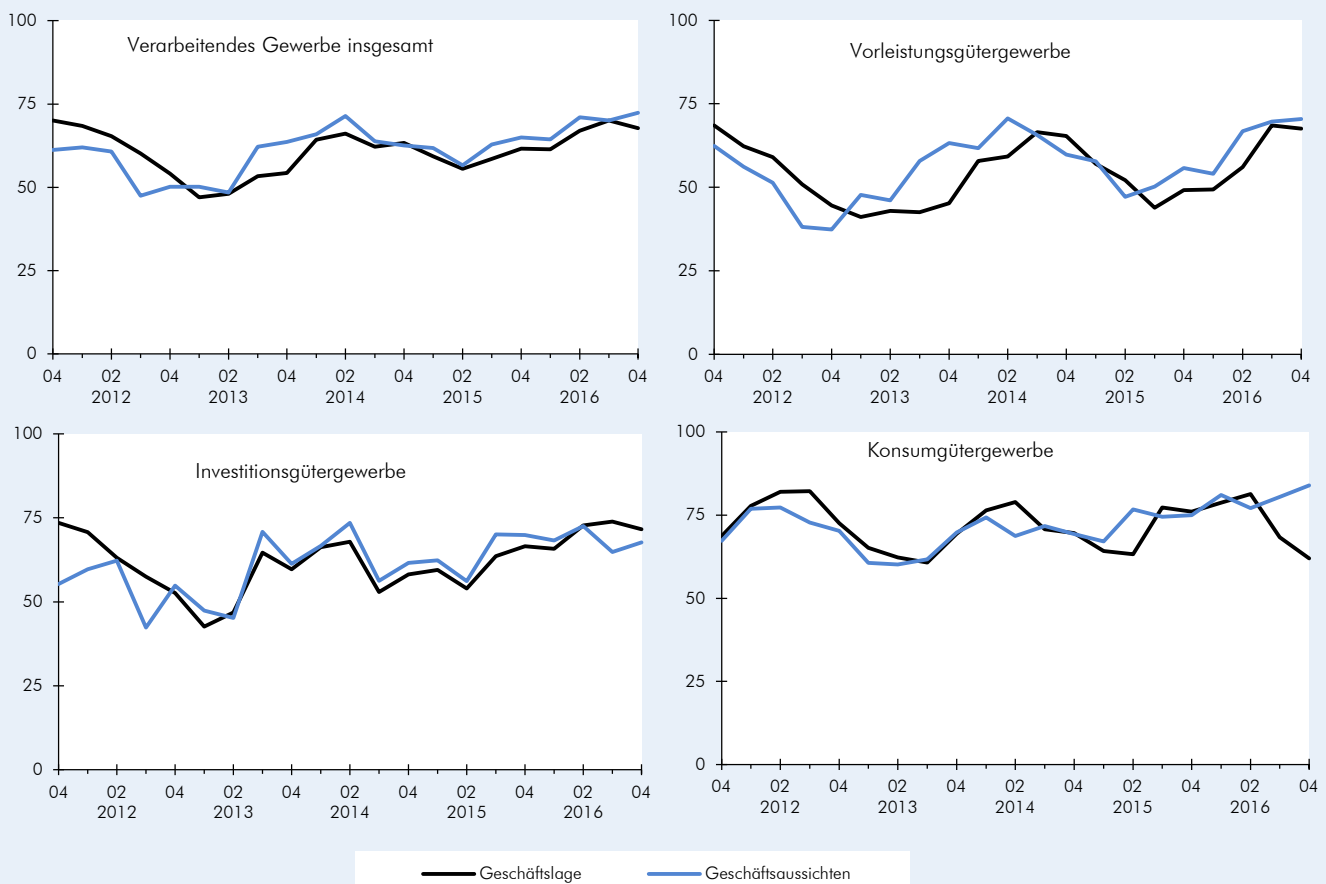 Verarbeitendes Gewerbe insgesamt
100
75
50
25
0
04 02 04 02 04 02 04 02 04 02 04
2012 2013 2014 2015 2016
Vorleistungsgütergewerbe
100
75
50
25
0
04 02 04 02 04 02 04 02 04 02 04
2012 2013 2014 2015 2016
Investitionsgütergewerbe
100
75
50
25
0
04 02 04 02 04 02 04 02 04 02 04
2012 2013 2014 2015 2016
Konsumgütergewerbe
100
75
50
25
0
04 02 04 02 04 02 04 02 04 02 04
2012 2013 2014 2015 2016
Geschäftslage Geschäftsaussichten